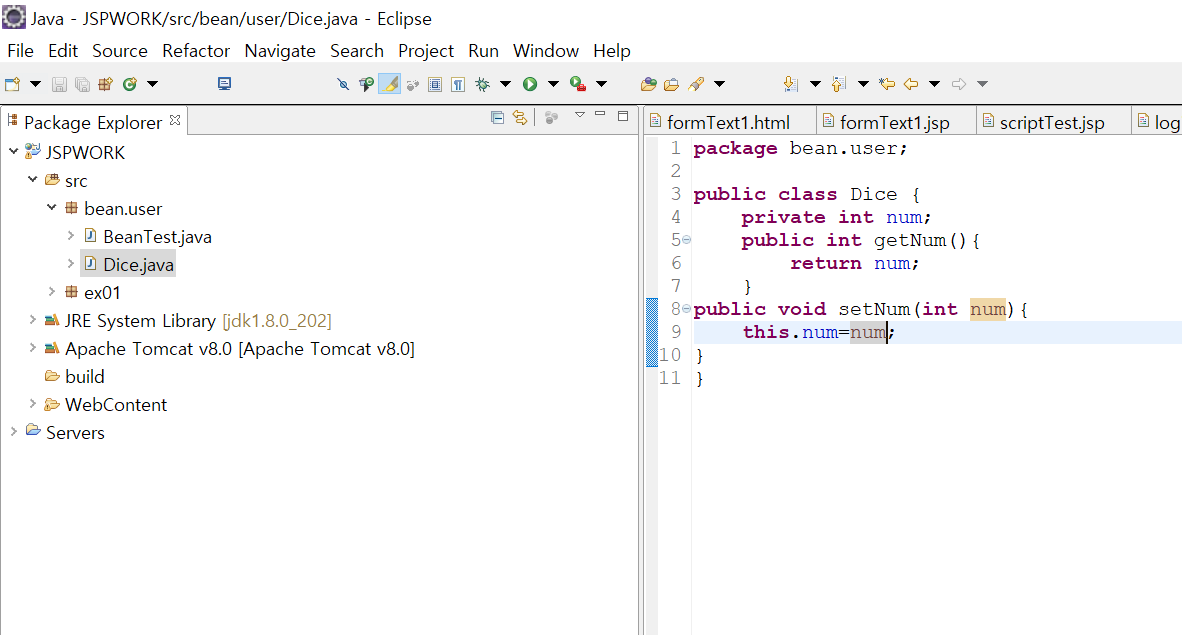 Java - JSPWORK/src/bean/user/Dice.java - Eclipse
File Edit Source Refactor Navigate Search Project Run Window Help
Package Explorer
JSPWORK
src
bean.user
BeanTest.java
Dice.java
ex01
JRE System Library [jdk1.8.0_202]
Apache Tomcat v8.0 [Apache Tomcat v8.0]
build
WebContent
Servers
formText1.html formText1.jsp scriptTest.jsp log
1 package bean.user;
2
3 public class Dice {
4 private int num;
5 public int getNum(){
6 return num;
7 }
8 public void setNum(int num){
9 this.num=num;
10 }
11 }